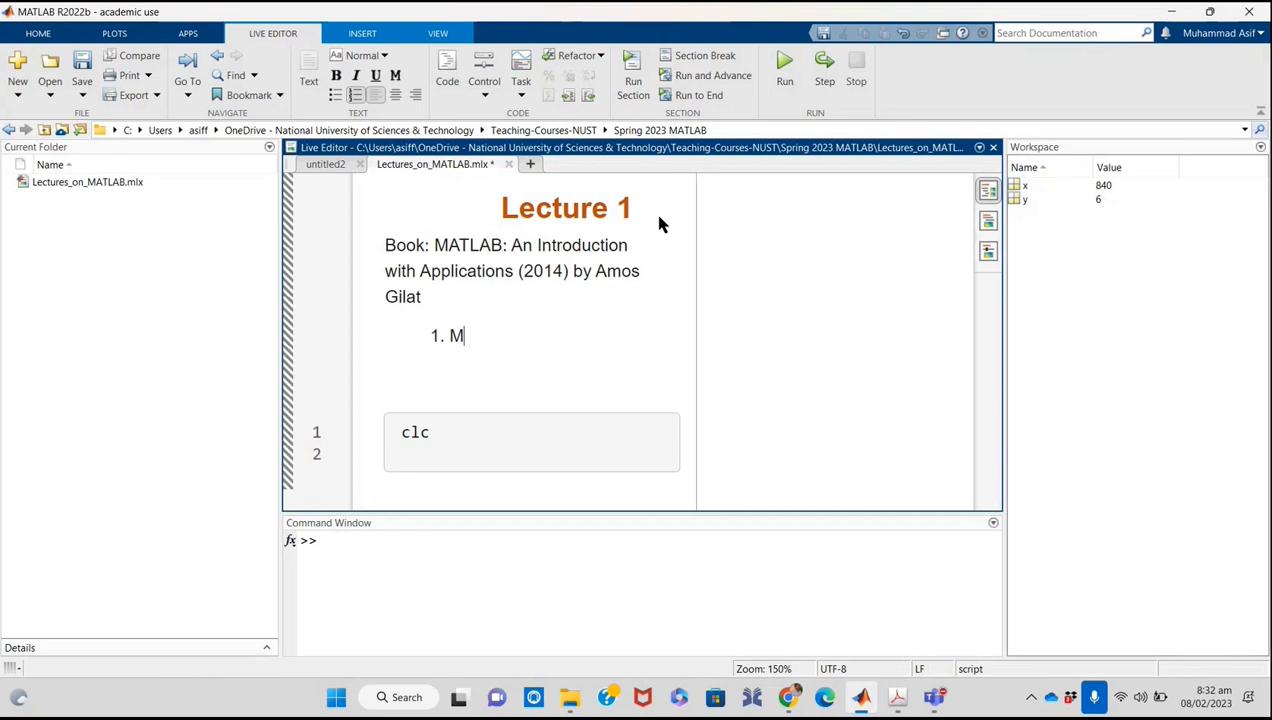 MATLAB R2022b - academic use
HOME PLOTS APPS LIVE EDITOR INSERT VIEW Search Documentation Muhammad Asif
New Open Save Compare Print Export Go To Find Bookmark Text Normal B I U M Code Control Task Refactor Run Section Section Break Run and Advance Run to End Run Step Stop
FILE NAVIGATE TEXT CODE SECTION RUN
C: Users asiff OneDrive - National University of Sciences & Technology Teaching-Courses-NUST Spring 2023 MATLAB
Current Folder
Name
Lectures_on_MATLAB.mlx
Live Editor - C:\Users\asiff\OneDrive - National University of Sciences & Technology\Teaching-Courses-NUST\Spring 2023 MATLAB\Lectures_on_MATL...
untitled2 Lectures_on_MATLAB.mlx *
Lecture 1
Book: MATLAB: An Introduction
with Applications (2014) by Amos
Gilat
1. M
1 clc
2
Command Window
fx >>
Workspace
Name Value
x 840
y 6
Details
Zoom: 150% UTF-8 LF script
Search
8:32 am
08/02/2023